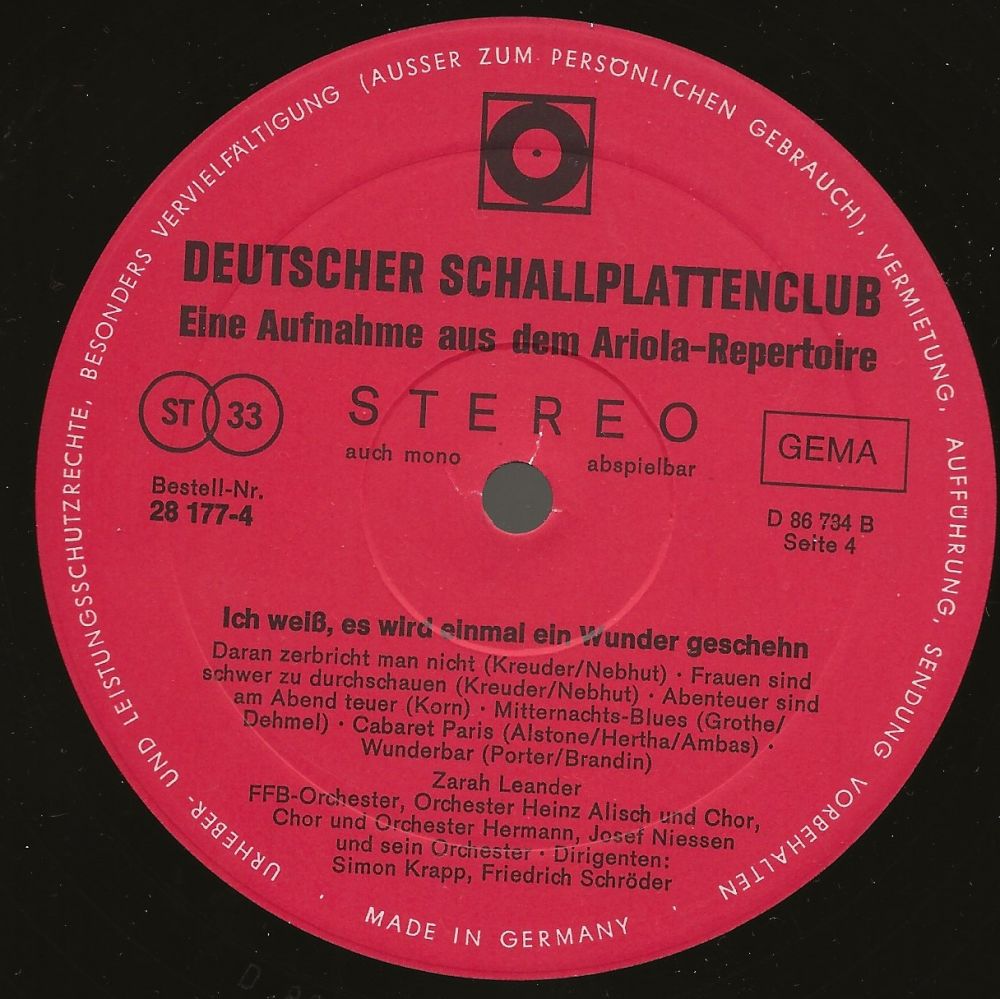 URHEBER- UND LEISTUNGSSCHUTZRECHTE, BESONDERS VERVIELFÄLTIGUNG (AUSSER ZUM PERSÖNLICHEN GEBRAUCH), VERMIETUNG, AUFFÜHRUNG, SENDUNG VORBEHALTEN
DEUTSCHER SCHALLPLATTENCLUB
Eine Aufnahme aus dem Ariola-Repertoire
ST 33
STEREO
auch mono abspielbar
GEMA
Bestell-Nr.
28 177-4
D 86 734 B
Seite 4
Ich weiß, es wird einmal ein Wunder geschehn
Daran zerbricht man nicht (Kreuder/Nebhut) · Frauen sind
schwer zu durchschauen (Kreuder/Nebhut) · Abenteuer sind
am Abend teuer (Korn) · Mitternachts-Blues (Grothe/
Dehmel) · Cabaret Paris (Alstone/Hertha/Ambas) ·
Wunderbar (Porter/Brandin)
Zarah Leander
FFB-Orchester, Orchester Heinz Alisch und Chor,
Chor und Orchester Hermann, Josef Niessen
und sein Orchester · Dirigenten:
Simon Krapp, Friedrich Schröder
· MADE IN GERMANY ·